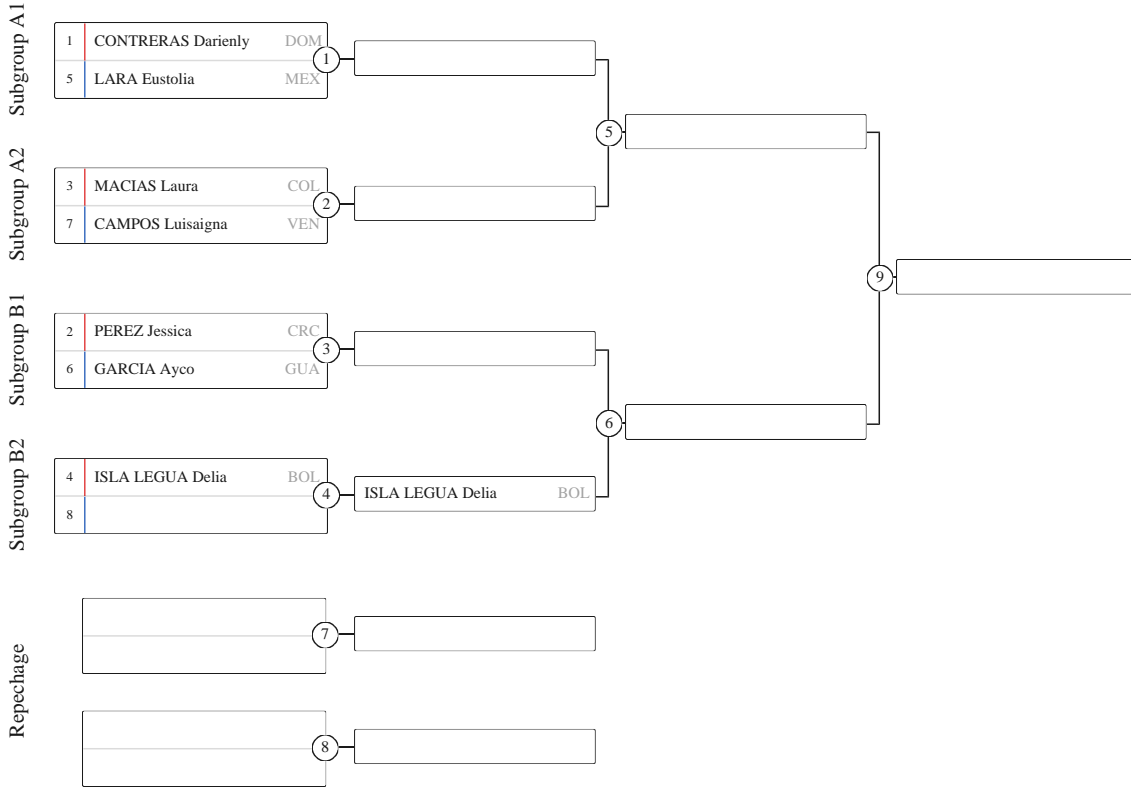 Subgroup A1
1 CONTRERAS Darienly DOM
5 LARA Eustolia MEX
1
5
Subgroup A2
3 MACIAS Laura COL
7 CAMPOS Luisaigna VEN
2
9
Subgroup B1
2 PEREZ Jessica CRC
6 GARCIA Ayco GUA
3
6
Subgroup B2
4 ISLA LEGUA Delia BOL
8
4
ISLA LEGUA Delia BOL
Repechage
7
8